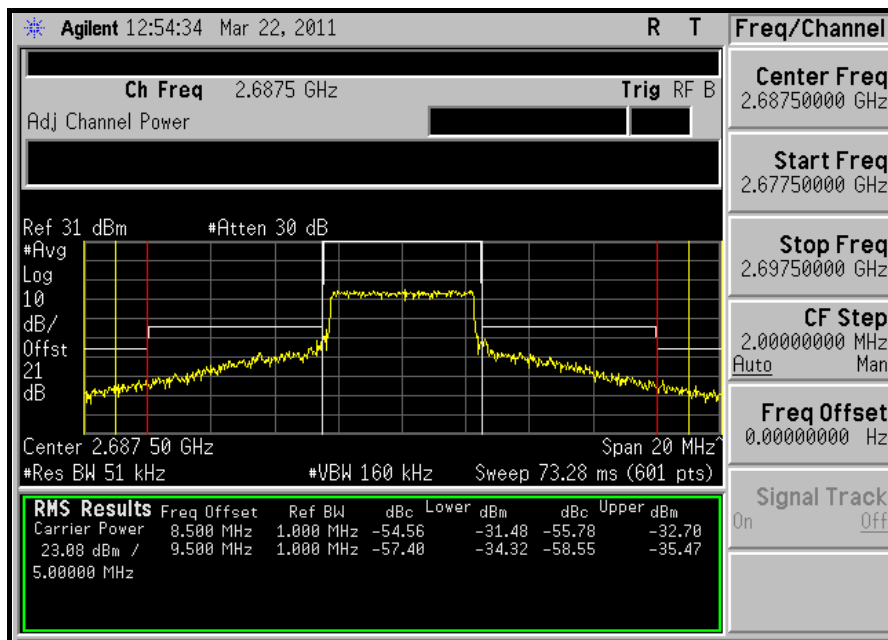 Agilent 12:54:34 Mar 22, 2011 R T
Ch Freq 2.6875 GHz Trig RF B
Adj Channel Power
Ref 31 dBm #Atten 30 dB
#Avg
Log
10
dB/
Offst
21
dB
Center 2.687 50 GHz Span 20 MHz^
#Res BW 51 kHz #VBW 160 kHz Sweep 73.28 ms (601 pts)
RMS Results Freq Offset Ref BW dBc Lower dBm dBc Upper dBm
Carrier Power 8.500 MHz 1.000 MHz -54.56 -31.48 -55.78 -32.70
23.08 dBm / 9.500 MHz 1.000 MHz -57.40 -34.32 -58.55 -35.47
5.00000 MHz
Freq/Channel
Center Freq
2.68750000 GHz
Start Freq
2.67750000 GHz
Stop Freq
2.69750000 GHz
CF Step
2.00000000 MHz
Auto Man
Freq Offset
0.00000000 Hz
Signal Track
On Off